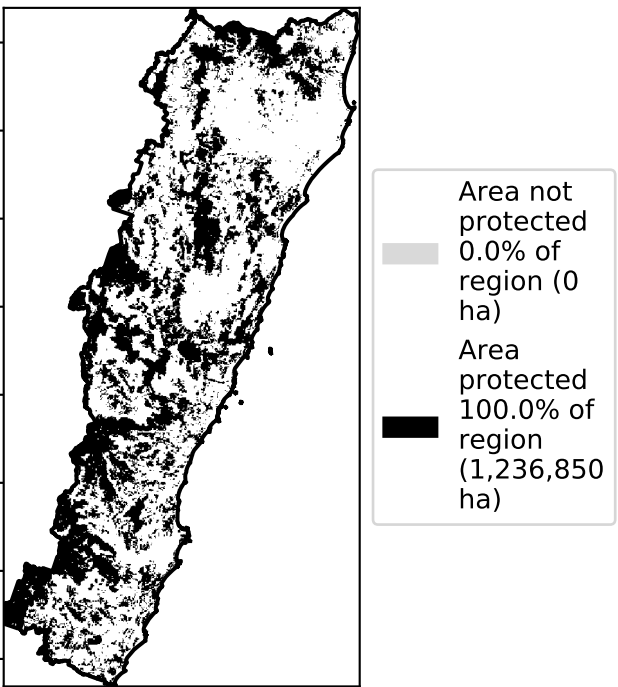 Area not
protected
0.0% of
region (0
ha)
Area
protected
100.0% of
region
(1,236,850
ha)